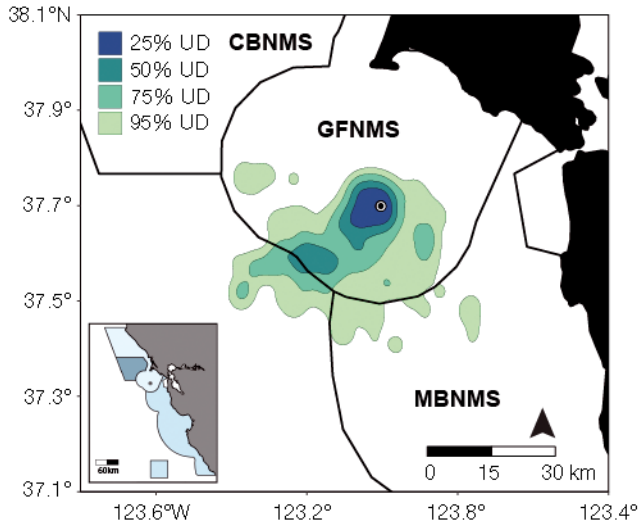 38.1°N
37.9°
37.7°
37.5°
37.3°
37.1°
25% UD
50% UD
75% UD
95% UD
CBNMS
GFNMS
MBNMS
60km
0 15 30 km
123.6°W 123.2° 123.8° 123.4°